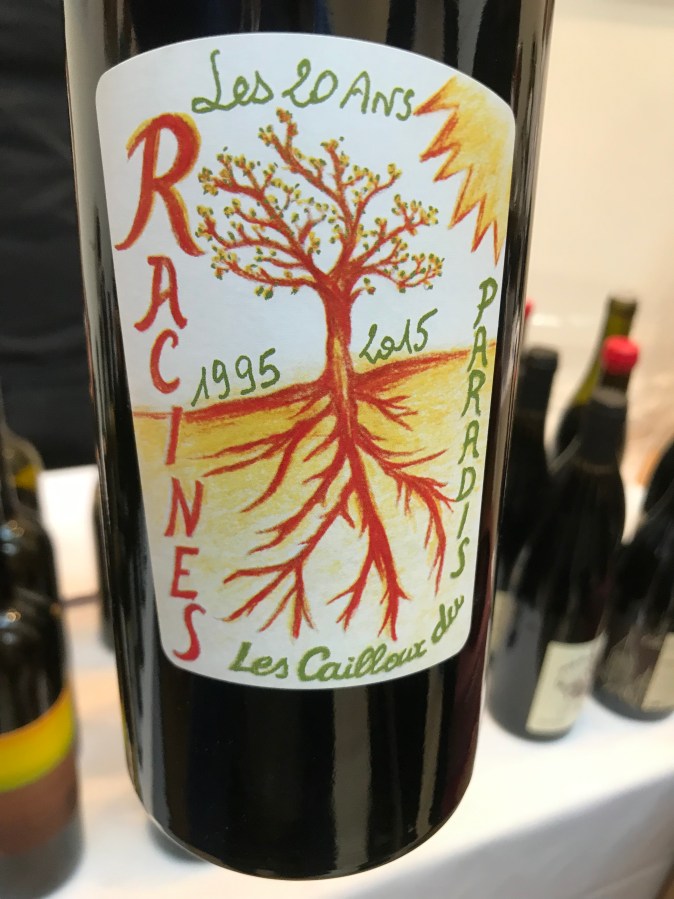 Les 20 ANS
RACINES
1995
2015
Les Cailloux du
PARADIS